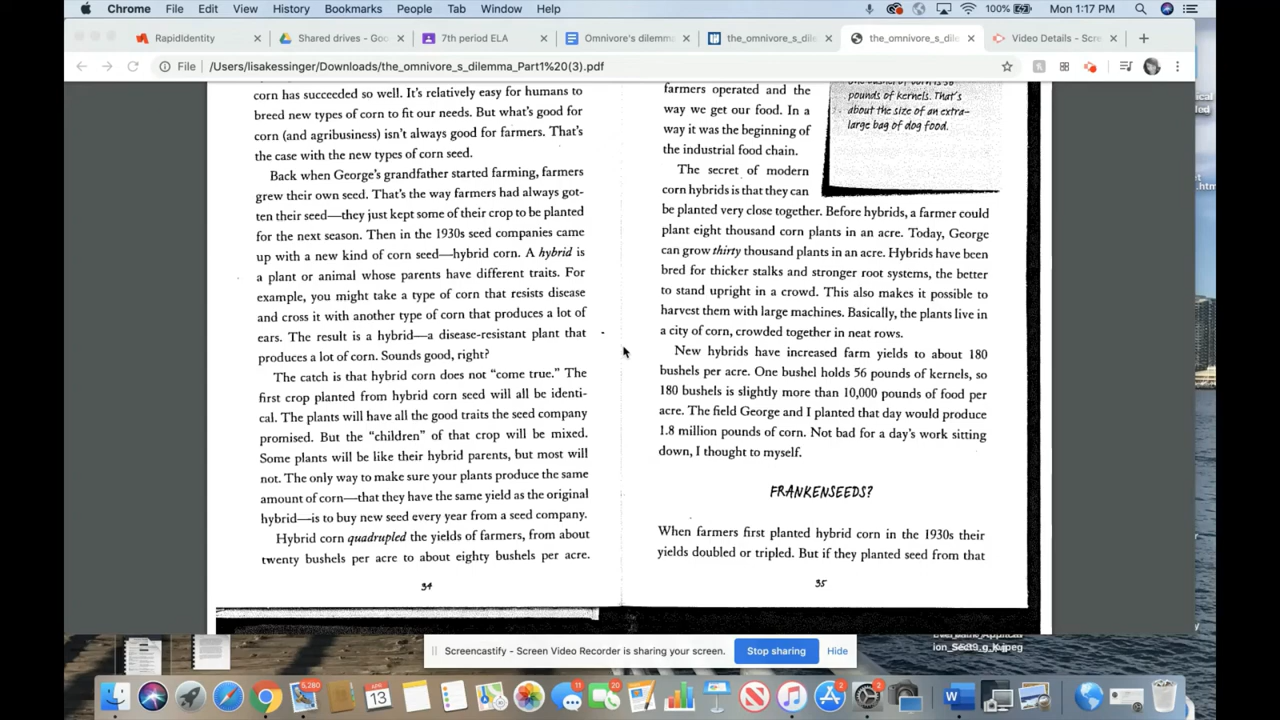 Chrome File Edit View History Bookmarks People Tab Window Help 100% Mon 1:17 PM
RapidIdentity
Shared drives - Goo
7th period ELA
Omnivore's dilemma
the_omnivore_s_dile
the_omnivore_s_dile
Video Details - Scre
File /Users/lisakessinger/Downloads/the_omnivore_s_dilemma_Part1%20(3).pdf
corn has succeeded so well. It's relatively easy for humans to
breed new types of corn to fit our needs. But what's good for
corn (and agribusiness) isn't always good for farmers. That's
the case with the new types of corn seed.
Back when George's grandfather started farming, farmers
grew their own seed. That's the way farmers had always got-
ten their seed—they just kept some of their crop to be planted
for the next season. Then in the 1930s seed companies came
up with a new kind of corn seed—hybrid corn. A hybrid is
a plant or animal whose parents have different traits. For
example, you might take a type of corn that resists disease
and cross it with another type of corn that produces a lot of
ears. The result is a hybrid—a disease-resistent plant that
produces a lot of corn. Sounds good, right?
The catch is that hybrid corn does not "come true." The
first crop planted from hybrid corn seed will all be identi-
cal. The plants will have all the good traits the seed company
promised. But the "children" of that crop will be mixed.
Some plants will be like their hybrid parents, but most will
not. The only way to make sure your plants produce the same
amount of corn—that they have the same yield as the original
hybrid—is to buy new seed every year from a seed company.
Hybrid corn quadrupled the yields of farmers, from about
twenty bushels per acre to about eighty bushels per acre.
34
farmers operated and the
way we get our food. In a
way it was the beginning of
the industrial food chain.
One bushel of corn is 56
pounds of kernels. That's
about the size of an extra-
large bag of dog food.
The secret of modern
corn hybrids is that they can
be planted very close together. Before hybrids, a farmer could
plant eight thousand corn plants in an acre. Today, George
can grow thirty thousand plants in an acre. Hybrids have been
bred for thicker stalks and stronger root systems, the better
to stand upright in a crowd. This also makes it possible to
harvest them with large machines. Basically, the plants live in
a city of corn, crowded together in neat rows.
New hybrids have increased farm yields to about 180
bushels per acre. One bushel holds 56 pounds of kernels, so
180 bushels is slightly more than 10,000 pounds of food per
acre. The field George and I planted that day would produce
1.8 million pounds of corn. Not bad for a day's work sitting
down, I thought to myself.
FRANKENSEEDS?
When farmers first planted hybrid corn in the 1930s their
yields doubled or tripled. But if they planted seed from that
35
Screencastify - Screen Video Recorder is sharing your screen.
Stop sharing
Hide
5,280
APR
13
11
20
2
2